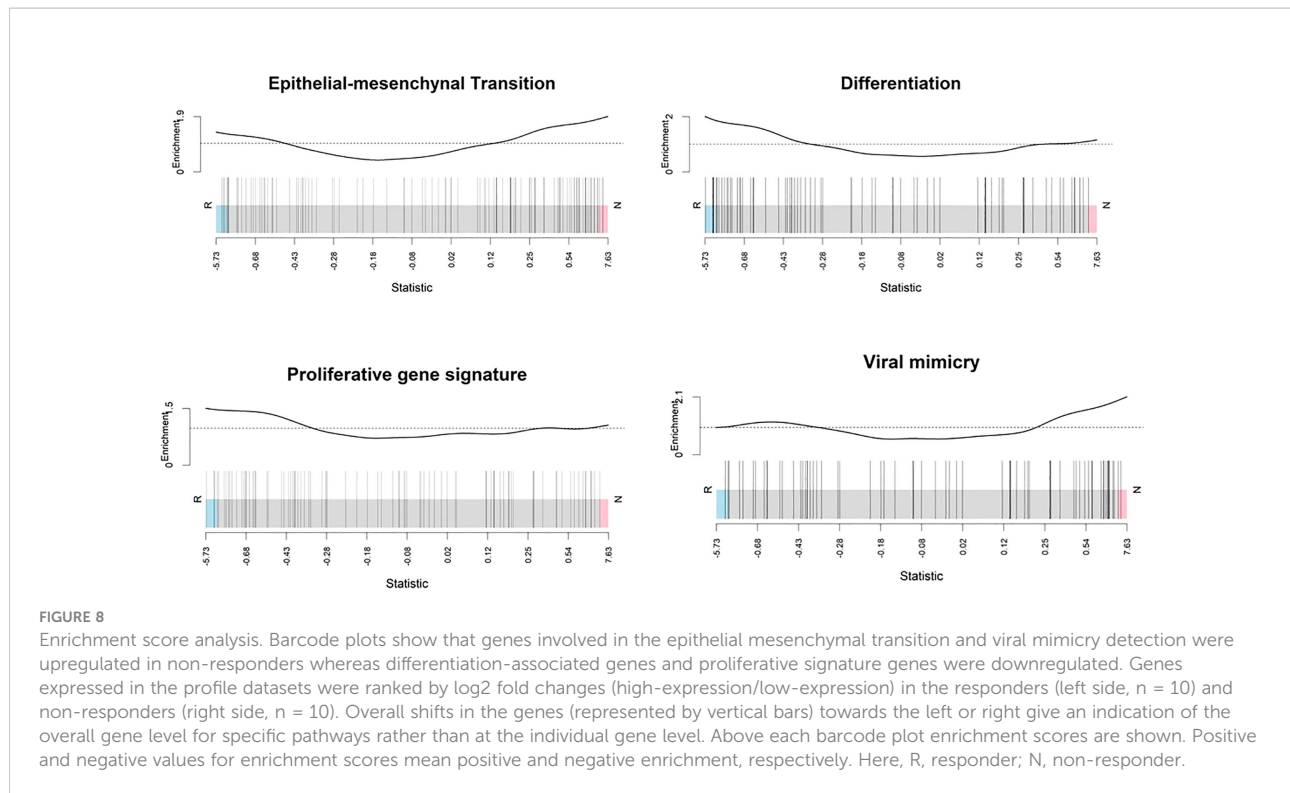 Epithelial-mesenchynal Transition
Enrichment
0 1.9
R N
-5.73 -0.68 -0.43 -0.28 -0.18 -0.08 0.02 0.12 0.25 0.54 7.63
Statistic
Differentiation
Enrichment
0 2
R N
-5.73 -0.68 -0.43 -0.28 -0.18 -0.08 0.02 0.12 0.25 0.54 7.63
Statistic
Proliferative gene signature
Enrichment
0 1.5
R N
-5.73 -0.68 -0.43 -0.28 -0.18 -0.08 0.02 0.12 0.25 0.54 7.63
Statistic
Viral mimicry
Enrichment
0 2.1
R N
-5.73 -0.68 -0.43 -0.28 -0.18 -0.08 0.02 0.12 0.25 0.54 7.63
Statistic
FIGURE 8
Enrichment score analysis. Barcode plots show that genes involved in the epithelial mesenchymal transition and viral mimicry detection were
upregulated in non-responders whereas differentiation-associated genes and proliferative signature genes were downregulated. Genes
expressed in the profile datasets were ranked by log2 fold changes (high-expression/low-expression) in the responders (left side, n = 10) and
non-responders (right side, n = 10). Overall shifts in the genes (represented by vertical bars) towards the left or right give an indication of the
overall gene level for specific pathways rather than at the individual gene level. Above each barcode plot enrichment scores are shown. Positive
and negative values for enrichment scores mean positive and negative enrichment, respectively. Here, R, responder; N, non-responder.